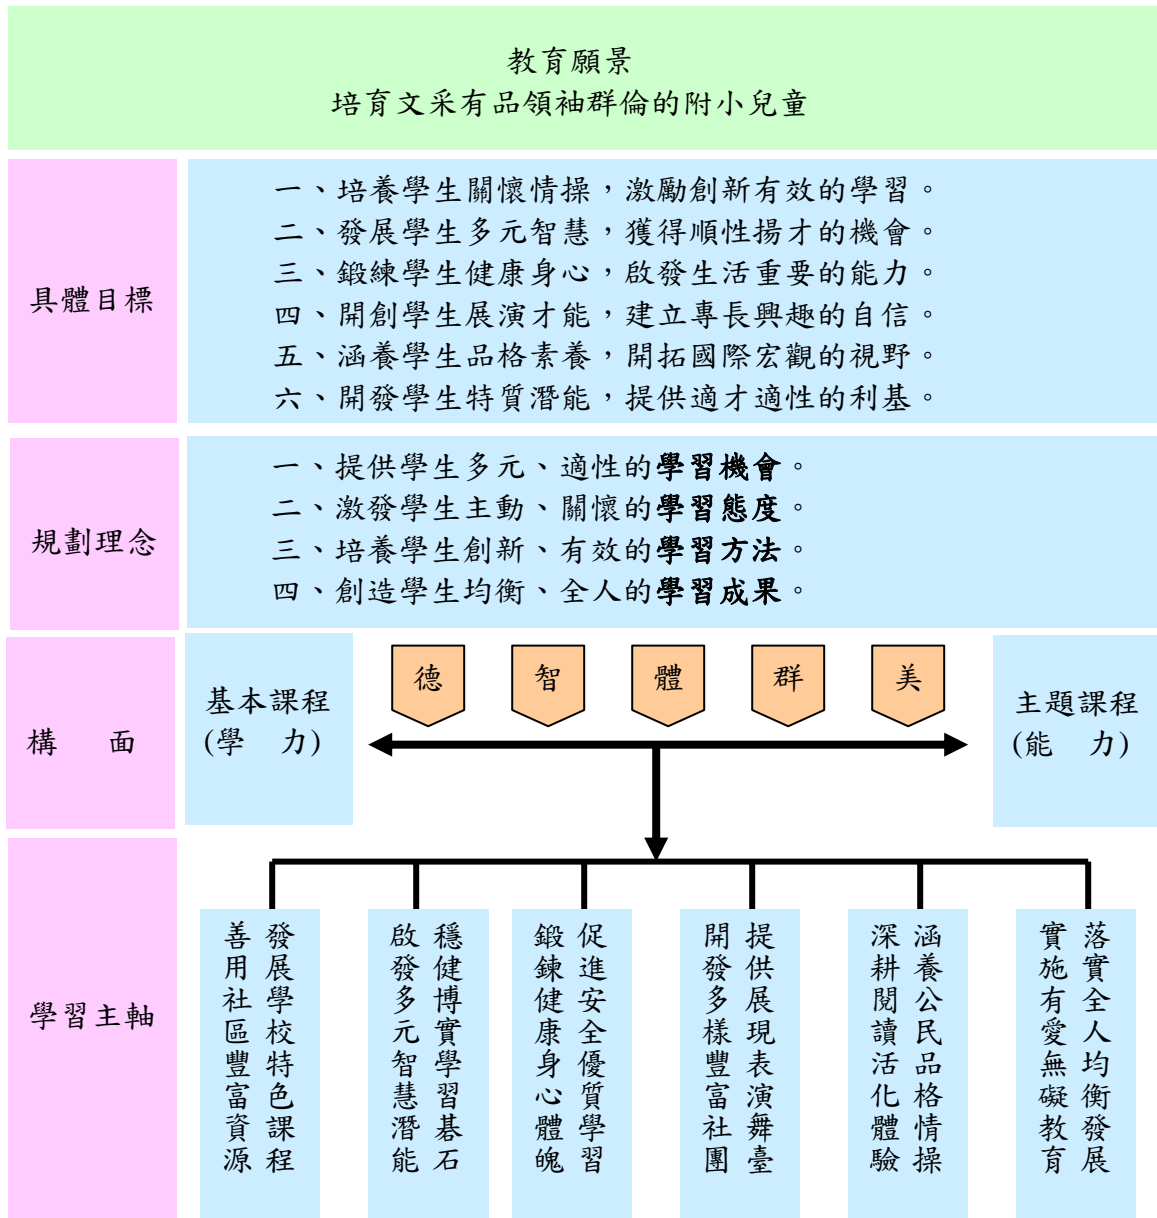 教育願景
培育文采有品領袖群倫的附小兒童
具體目標
一、培養學生關懷情操，激勵創新有效的學習。
二、發展學生多元智慧，獲得順性揚才的機會。
三、鍛練學生健康身心，啟發生活重要的能力。
四、開創學生展演才能，建立專長興趣的自信。
五、涵養學生品格素養，開拓國際宏觀的視野。
六、開發學生特質潛能，提供適才適性的利基。
規劃理念
一、提供學生多元、適性的學習機會。
二、激發學生主動、關懷的學習態度。
三、培養學生創新、有效的學習方法。
四、創造學生均衡、全人的學習成果。
構　面
基本課程
(學　力)
德
智
體
群
美
主題課程
(能　力)
學習主軸
發展學校特色課程
善用社區豐富資源
穩健博實學習碁石
啟發多元智慧潛能
促進安全優質學習
鍛鍊健康身心體魄
提供展現表演舞臺
開發多樣豐富社團
涵養公民品格情操
深耕閱讀活化體驗
落實全人均衡發展
實施有愛無礙教育